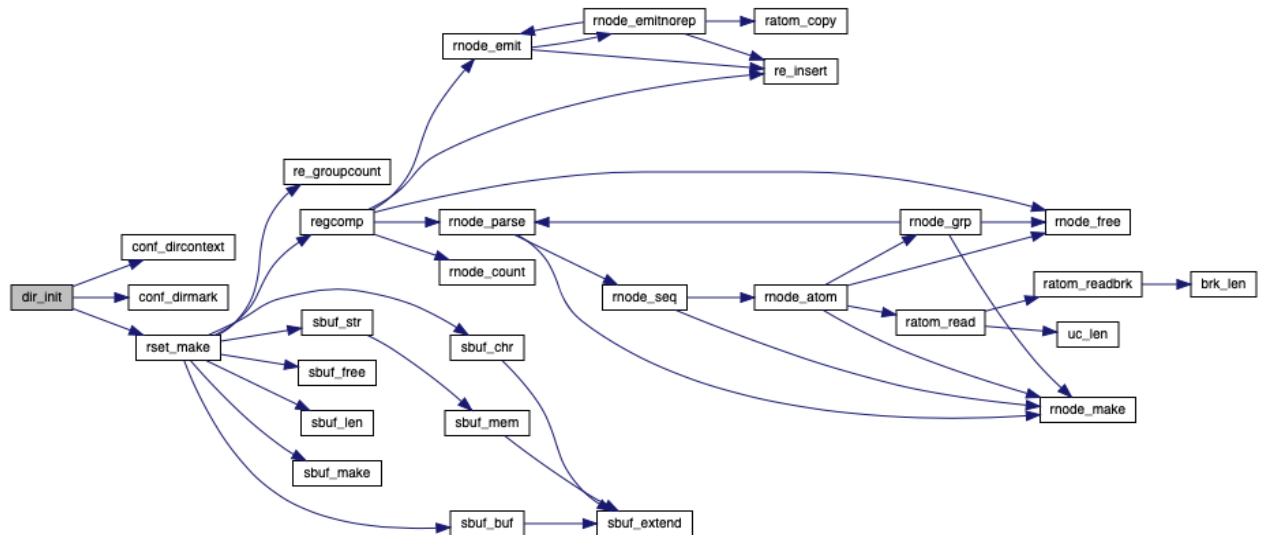 rnode_emitnorep
ratom_copy
rnode_emit
re_insert
re_groupcount
regcomp
rnode_parse
rnode_grp
rnode_free
conf_dircontext
rnode_count
dir_init
conf_dirmark
rnode_seq
rnode_atom
ratom_readbrk
brk_len
sbuf_str
ratom_read
uc_len
rset_make
sbuf_chr
sbuf_free
sbuf_len
sbuf_mem
rnode_make
sbuf_make
sbuf_buf
sbuf_extend